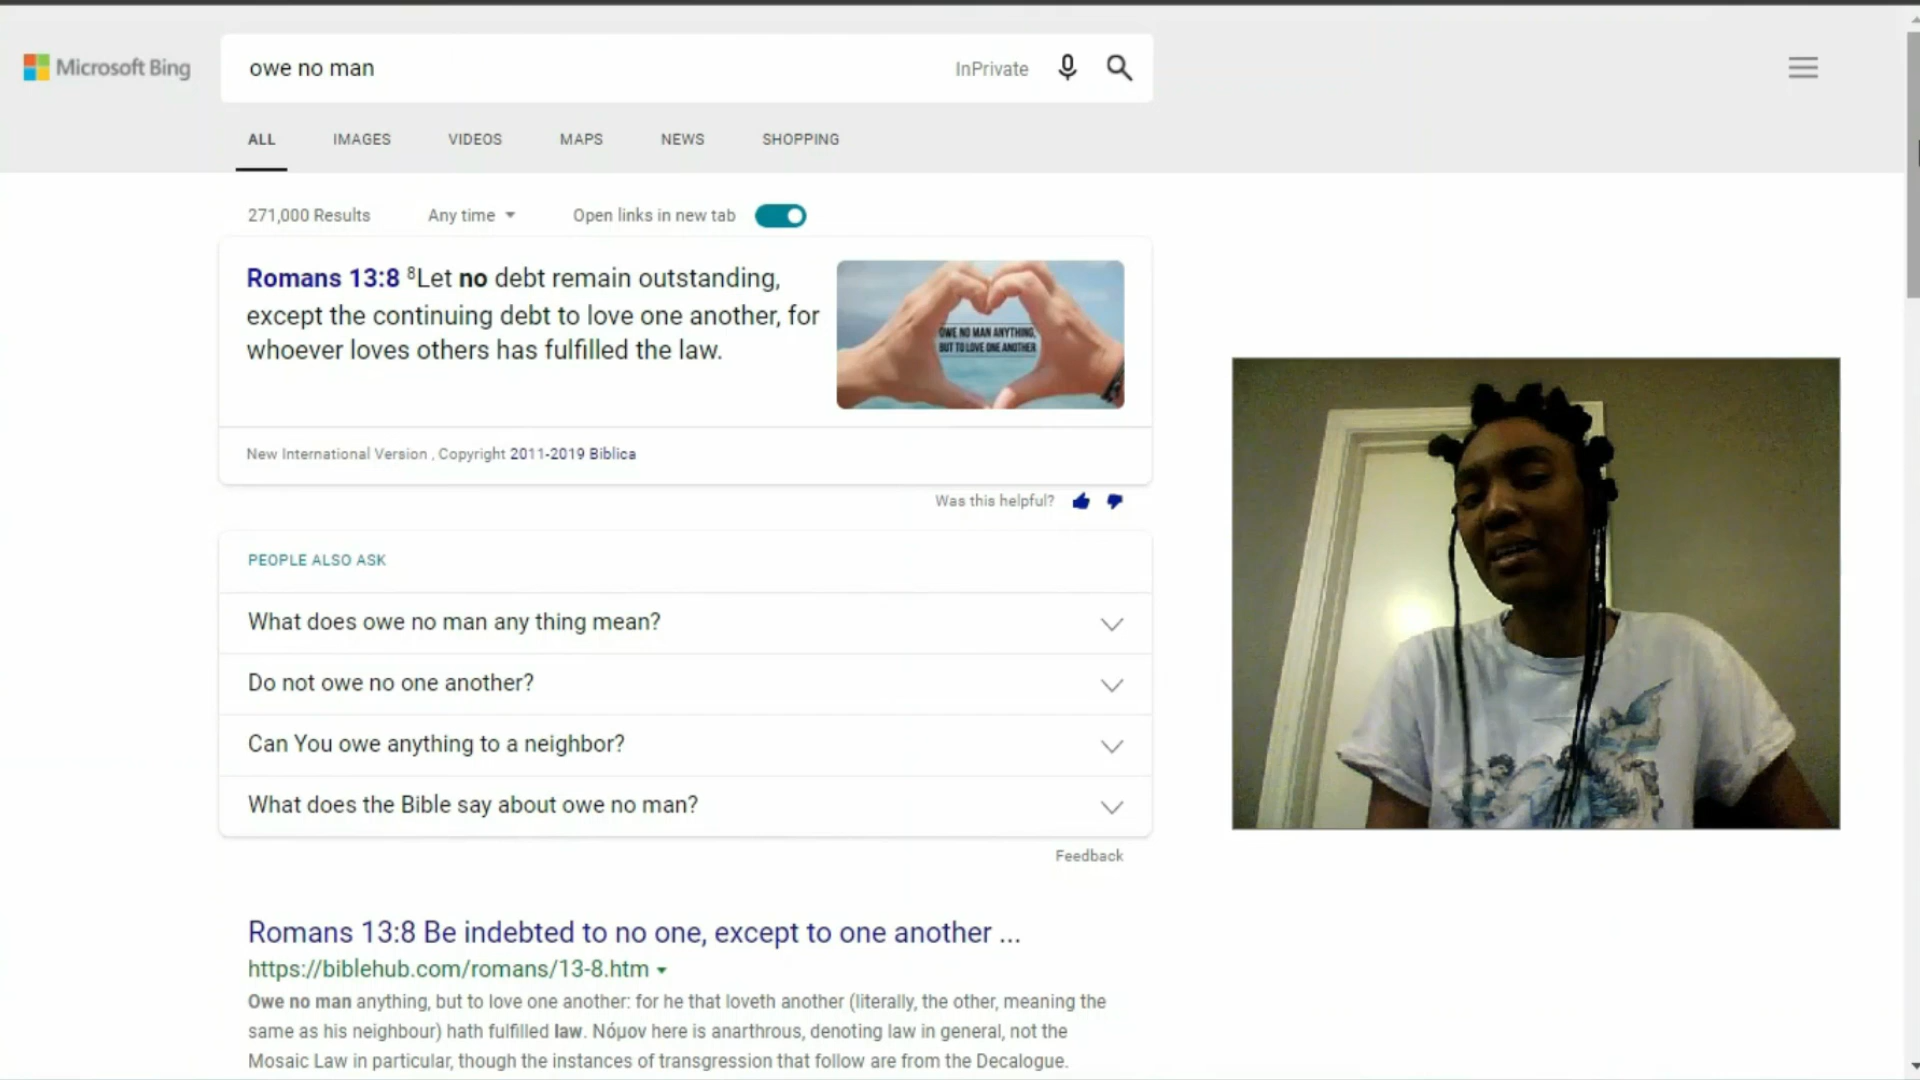 Microsoft Bing
owe no man
InPrivate
ALL IMAGES VIDEOS MAPS NEWS SHOPPING
271,000 Results Any time Open links in new tab
Romans 13:8 ⁸Let no debt remain outstanding,
except the continuing debt to love one another, for
whoever loves others has fulfilled the law.
OWE NO MAN ANYTHING,
BUT TO LOVE ONE ANOTHER
New International Version , Copyright 2011-2019 Biblica
Was this helpful?
PEOPLE ALSO ASK
What does owe no man any thing mean?
Do not owe no one another?
Can You owe anything to a neighbor?
What does the Bible say about owe no man?
Feedback
Romans 13:8 Be indebted to no one, except to one another ...
https://biblehub.com/romans/13-8.htm
Owe no man anything, but to love one another: for he that loveth another (literally, the other, meaning the
same as his neighbour) hath fulfilled law. Νόμον here is anarthrous, denoting law in general, not the
Mosaic Law in particular, though the instances of transgression that follow are from the Decalogue.